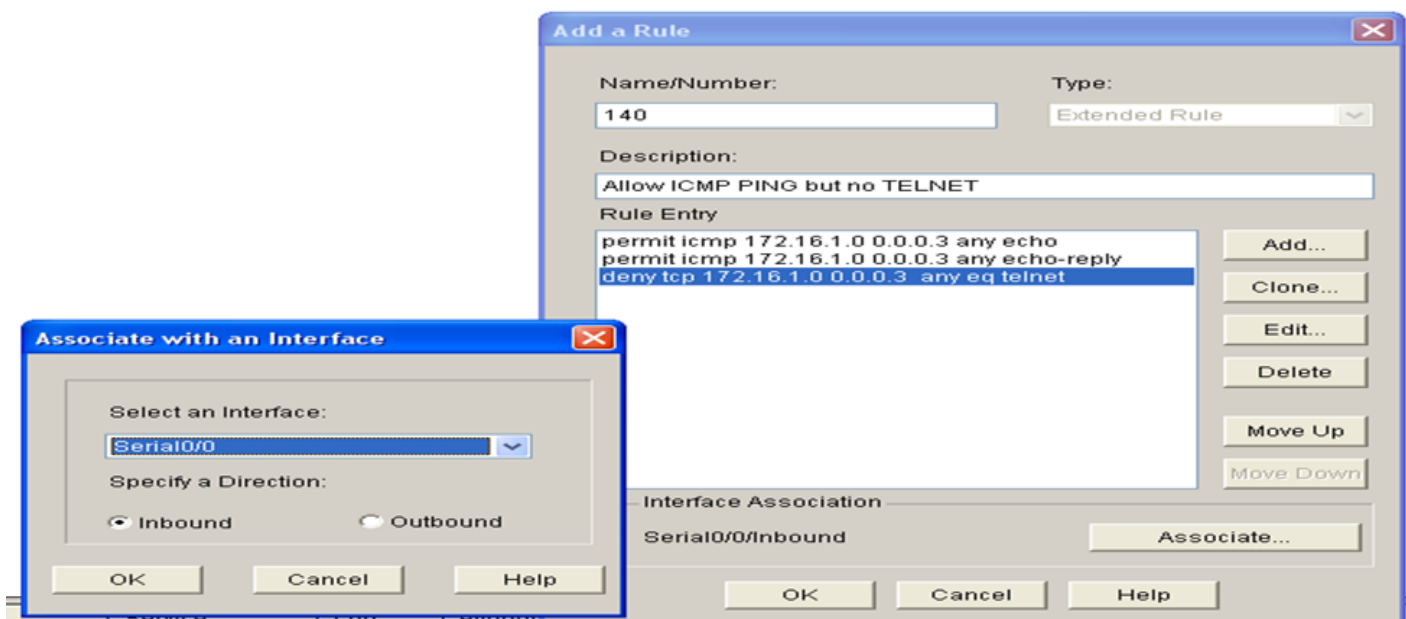 Add a Rule
Name/Number:
Type:
140
Extended Rule
Description:
Allow ICMP PING but no TELNET
Rule Entry
permit icmp 172.16.1.0 0.0.0.3 any echo
permit icmp 172.16.1.0 0.0.0.3 any echo-reply
deny tcp 172.16.1.0 0.0.0.3 any eq telnet
Add...
Clone...
Edit...
Delete
Move Up
Move Down
Interface Association
Serial0/0/Inbound
Associate...
OK
Cancel
Help
Associate with an Interface
Select an Interface:
Serial0/0
Specify a Direction:
Inbound
Outbound
OK
Cancel
Help